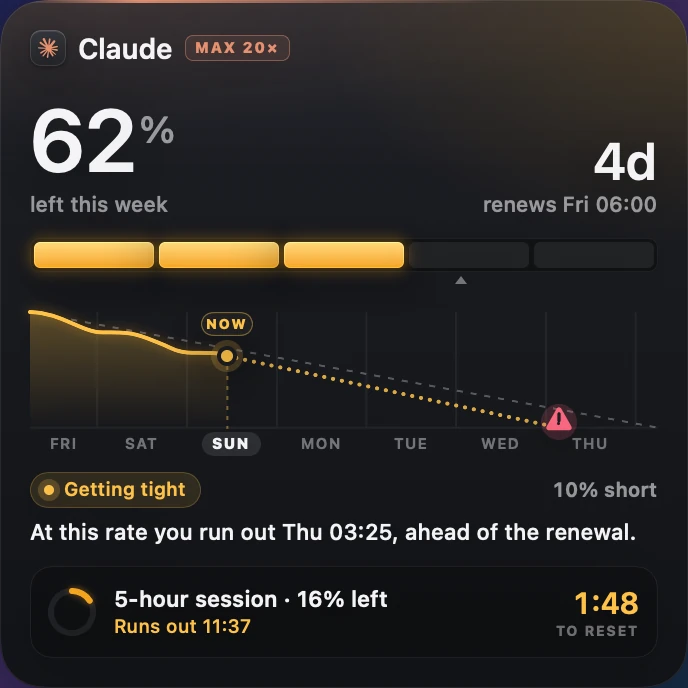 Claude MAX 20×
62%
4d
left this week
renews Fri 06:00
NOW
FRI SAT SUN MON TUE WED THU
Getting tight
10% short
At this rate you run out Thu 03:25, ahead of the renewal.
5-hour session · 16% left
1:48
Runs out 11:37
TO RESET